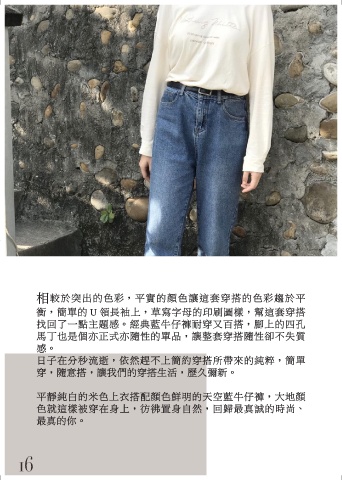 相較於突出的色彩，平實的顏色讓這套穿搭的色彩趨於平
衡，簡單的 U 領長袖上，草寫字母的印刷圖樣，幫這套穿搭
找回了一點主題感。經典藍牛仔褲耐穿又百搭，腳上的四孔
馬丁也是個亦正式亦隨性的單品，讓整套穿搭隨性卻不失質
感。
日子在分秒流逝，依然趕不上簡約穿搭所帶來的純粹，簡單
穿，隨意搭，讓我們的穿搭生活，歷久彌新。
平靜純白的米色上衣搭配顏色鮮明的天空藍牛仔褲，大地顏
色就這樣被穿在身上，彷彿置身自然，回歸最真誠的時尚、
最真的你。
16